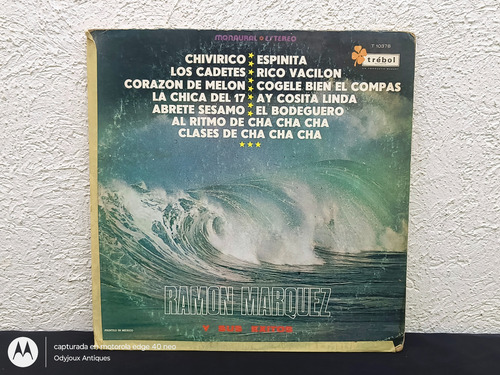 MONAURAL ESTEREO
T 10378
trébol
CHIVIRICO ESPINITA
LOS CADETES RICO VACILON
CORAZON DE MELON COGELE BIEN EL COMPAS
LA CHICA DEL 17 AY COSITA LINDA
ABRETE SESAMO EL BODEGUERO
AL RITMO DE CHA CHA CHA
CLASES DE CHA CHA CHA
RAMON MARQUEZ
Y SUS EXITOS
capturada en motorola edge 40 neo
Odyjoux Antiques